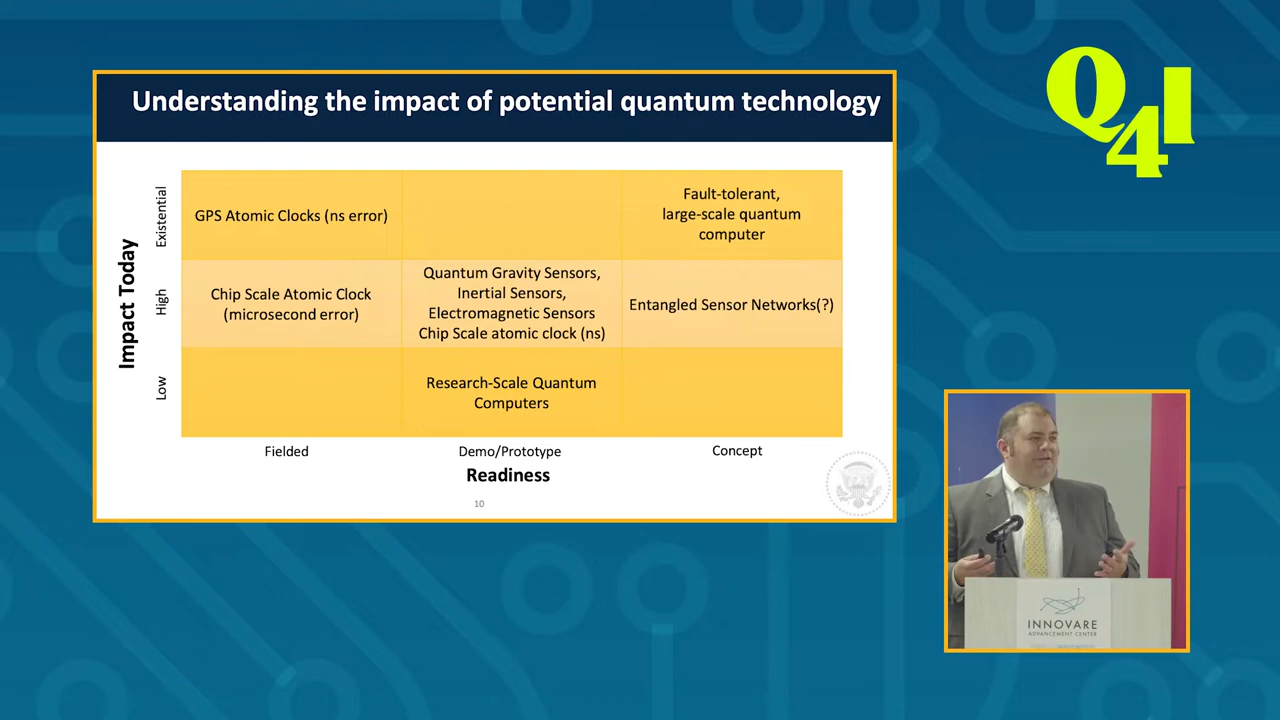 Understanding the impact of potential quantum technology
Q4I
Impact Today
Existential
High
Low
GPS Atomic Clocks (ns error)
Fault-tolerant,
large-scale quantum
computer
Chip Scale Atomic Clock
(microsecond error)
Quantum Gravity Sensors,
Inertial Sensors,
Electromagnetic Sensors
Chip Scale atomic clock (ns)
Entangled Sensor Networks(?)
Research-Scale Quantum
Computers
Fielded
Demo/Prototype
Concept
Readiness
10
INNOVARE
ADVANCEMENT CENTER